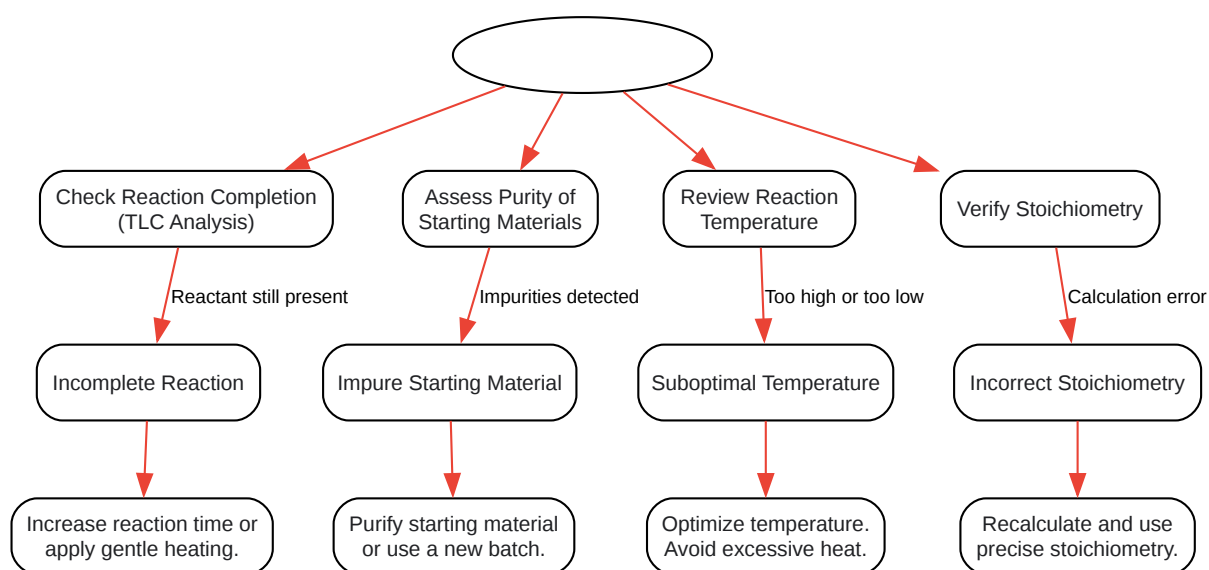 Check Reaction Completion
(TLC Analysis)
Assess Purity of
Starting Materials
Review Reaction
Temperature
Verify Stoichiometry
Reactant still present
Impurities detected
Too high or too low
Calculation error
Incomplete Reaction
Impure Starting Material
Suboptimal Temperature
Incorrect Stoichiometry
Increase reaction time or
apply gentle heating.
Purify starting material
or use a new batch.
Optimize temperature.
Avoid excessive heat.
Recalculate and use
precise stoichiometry.